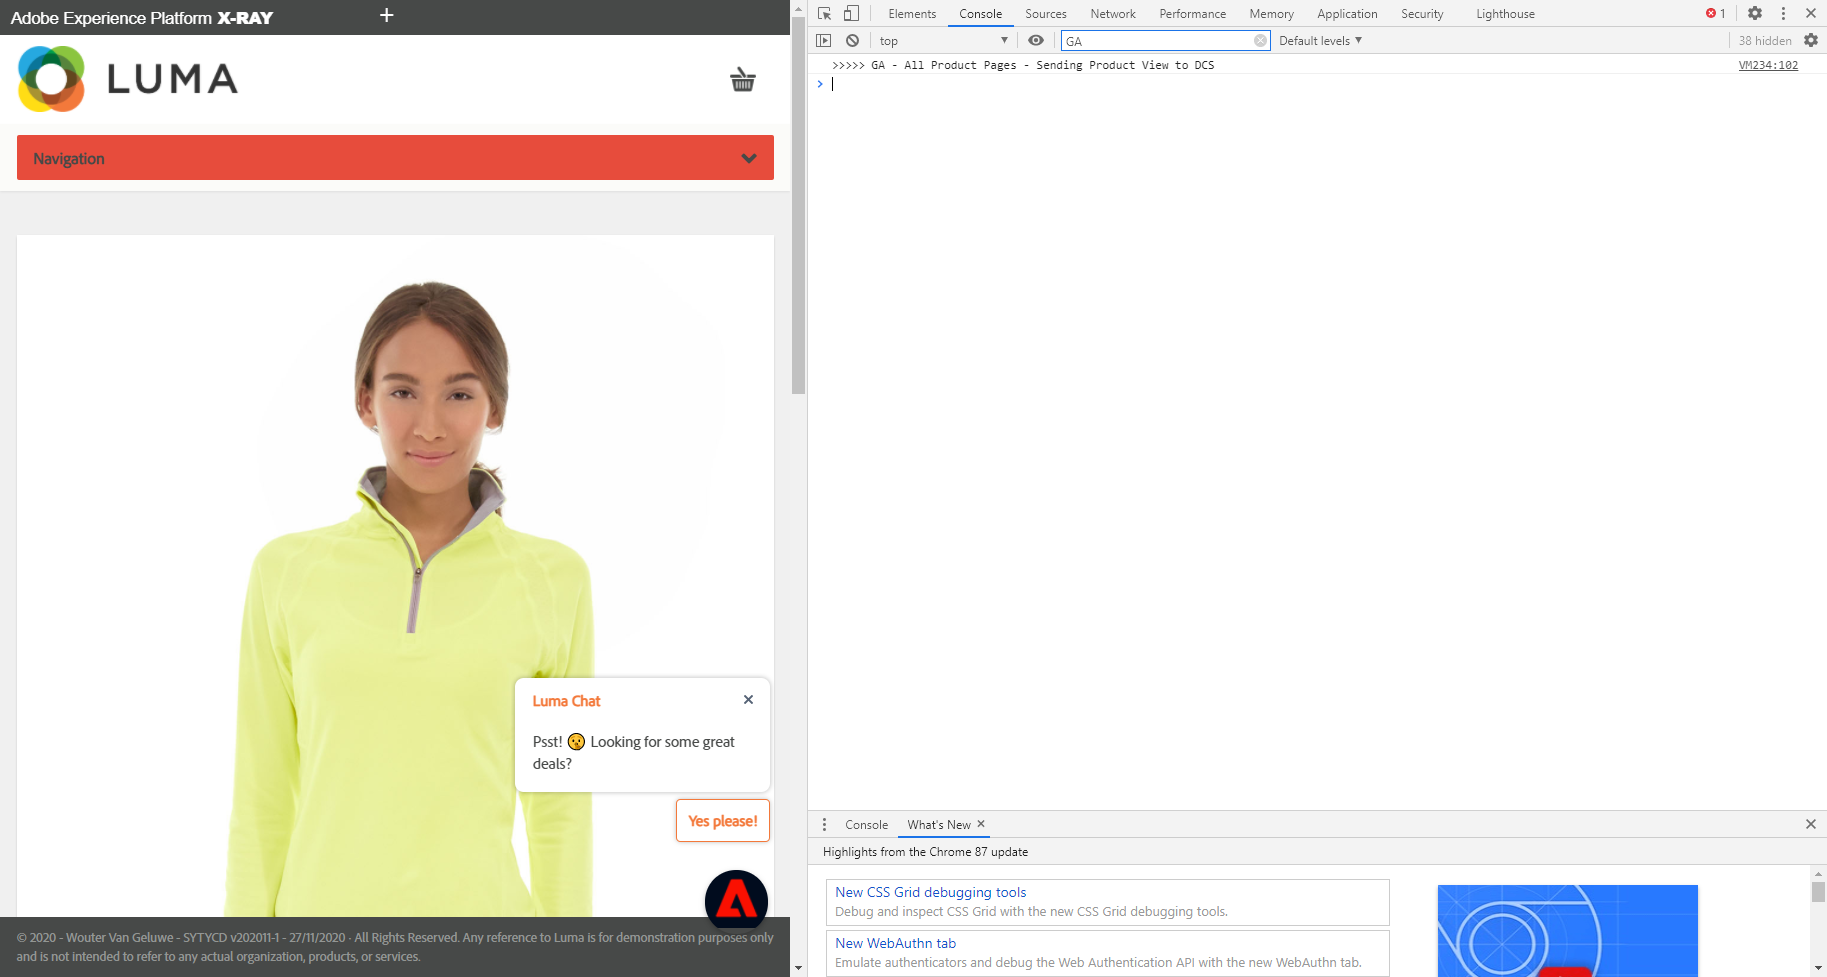 Adobe Experience Platform X-RAY
+
LUMA
Navigation
Luma Chat
Psst! 🤫 Looking for some great
deals?
Yes please!
© 2020 - Wouter Van Geluwe - SYTYCD v202011-1 - 27/11/2020 · All Rights Reserved. Any reference to Luma is for demonstration purposes only
and is not intended to refer to any actual organization, products, or services.
Elements Console Sources Network Performance Memory Application Security Lighthouse 1
top GA Default levels 38 hidden
>>>>> GA - All Product Pages - Sending Product View to DCS VM234:102
>
Console What's New
Highlights from the Chrome 87 update
New CSS Grid debugging tools
Debug and inspect CSS Grid with the new CSS Grid debugging tools.
New WebAuthn tab
Emulate authenticators and debug the Web Authentication API with the new WebAuthn tab.